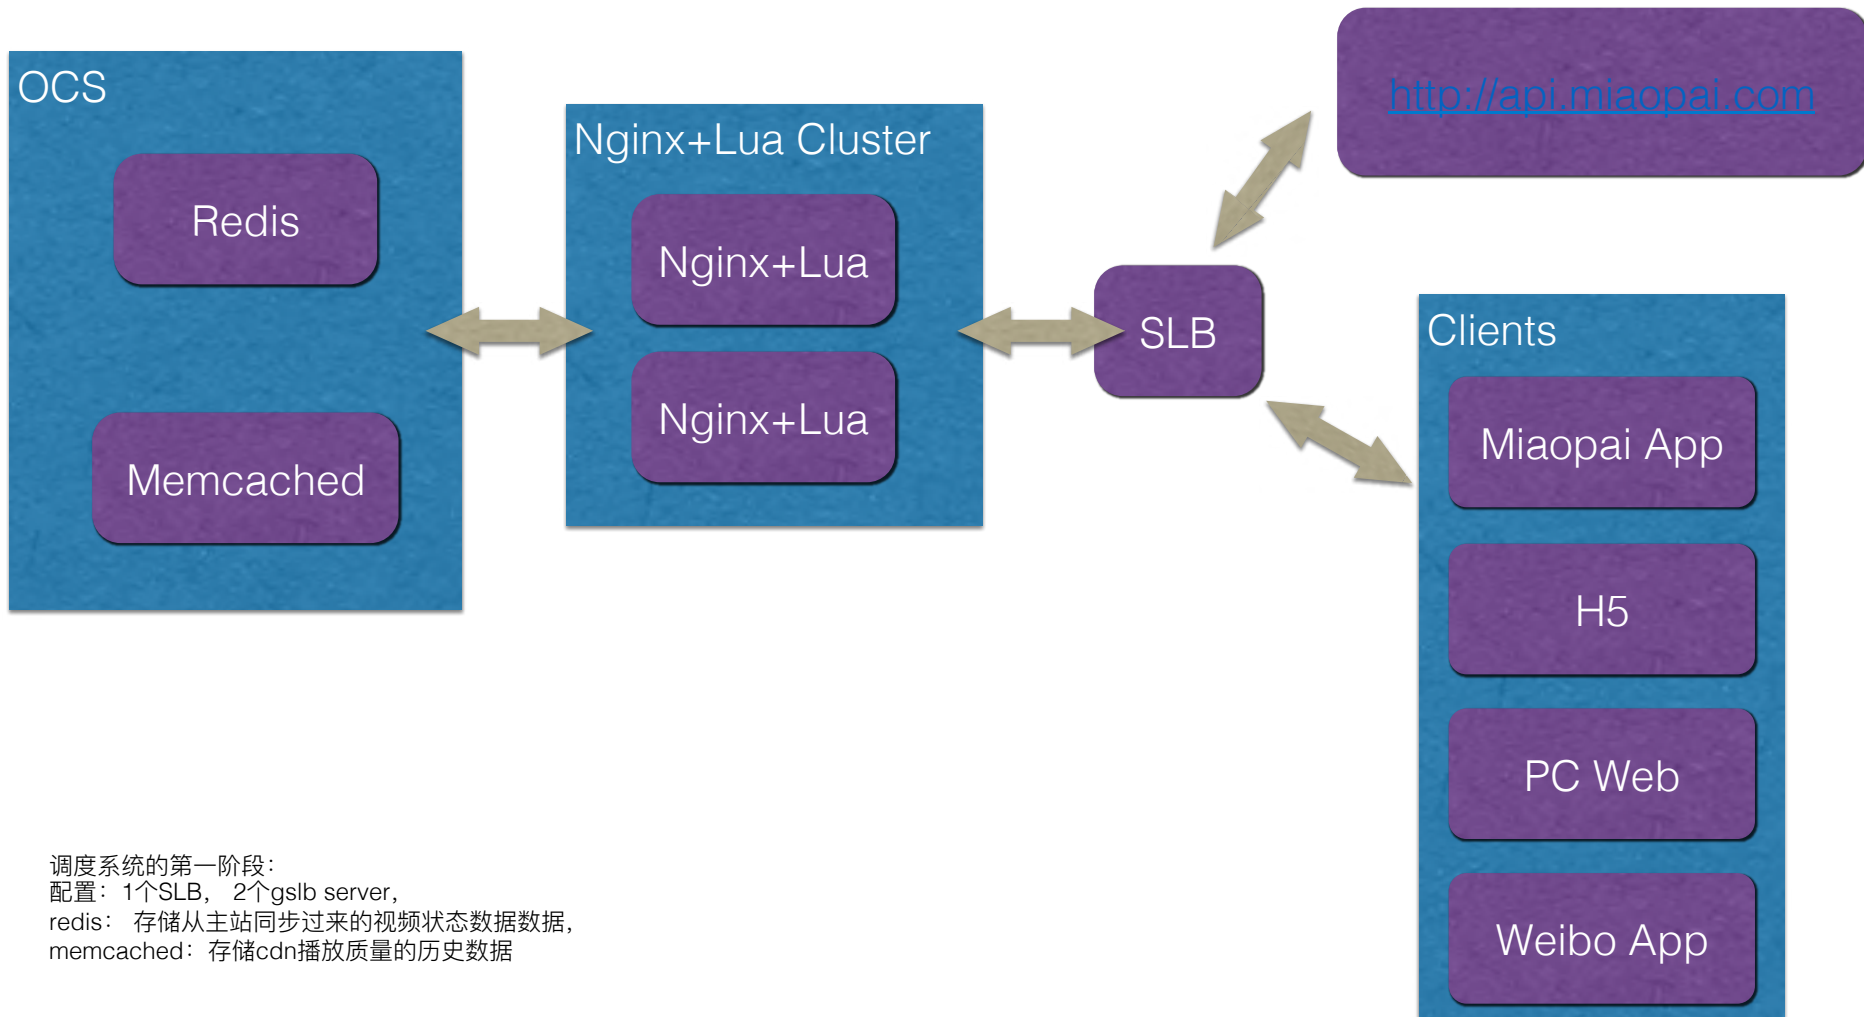 OCS
Redis
Memcached
Nginx+Lua Cluster
Nginx+Lua
Nginx+Lua
SLB
http://api.miaopai.com
Clients
Miaopai App
H5
PC Web
Weibo App
调度系统的第一阶段：
配置：1个SLB， 2个gslb server，
redis： 存储从主站同步过来的视频状态数据数据，
memcached：存储cdn播放质量的历史数据